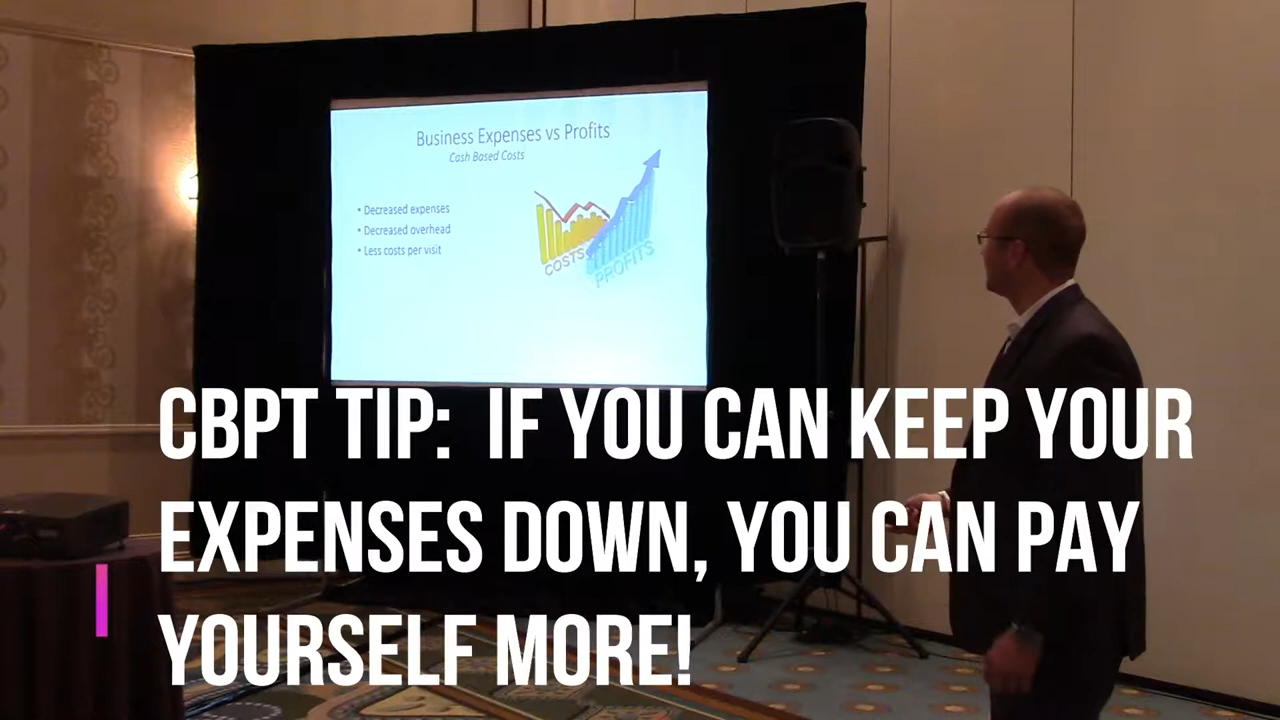 Business Expenses vs Profits
Cash Based Costs
• Decreased expenses
• Decreased overhead
• Less costs per visit
COSTS
PROFITS
CBPT TIP: IF YOU CAN KEEP YOUR
EXPENSES DOWN, YOU CAN PAY
YOURSELF MORE!